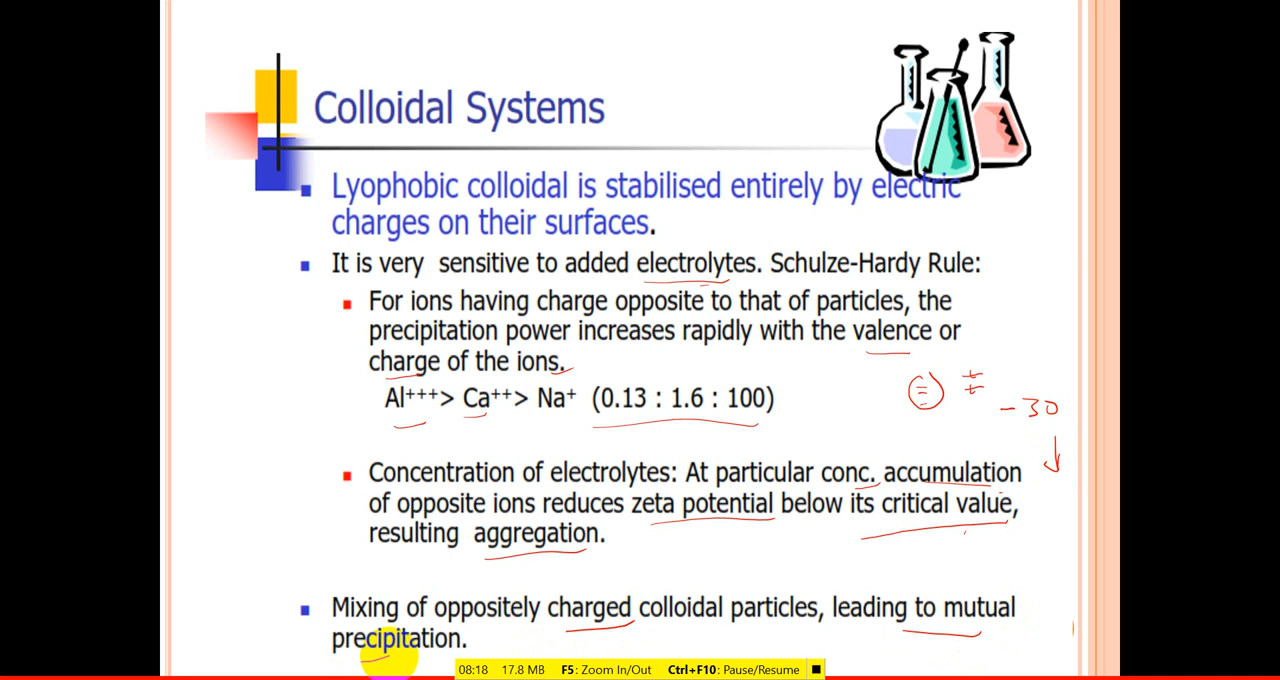 Colloidal Systems
Lyophobic colloidal is stabilised entirely by electric
charges on their surfaces.
It is very sensitive to added electrolytes. Schulze-Hardy Rule:
For ions having charge opposite to that of particles, the
precipitation power increases rapidly with the valence or
charge of the ions.
Al⁺⁺⁺> Ca⁺⁺> Na⁺ (0.13 : 1.6 : 100)
-30
Concentration of electrolytes: At particular conc. accumulation
of opposite ions reduces zeta potential below its critical value,
resulting aggregation.
Mixing of oppositely charged colloidal particles, leading to mutual
precipitation.
08:18 17.8 MB F5: Zoom In/Out Ctrl+F10: Pause/Resume